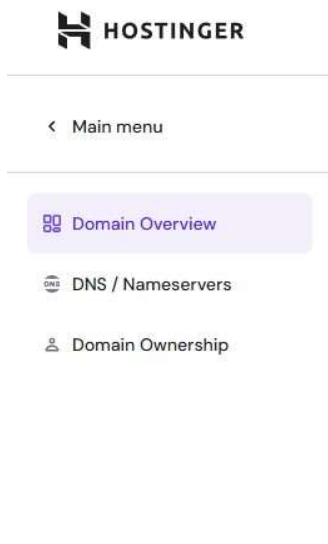 HOSTINGER
Main menu
Domain Overview
DNS / Nameservers
Domain Ownership